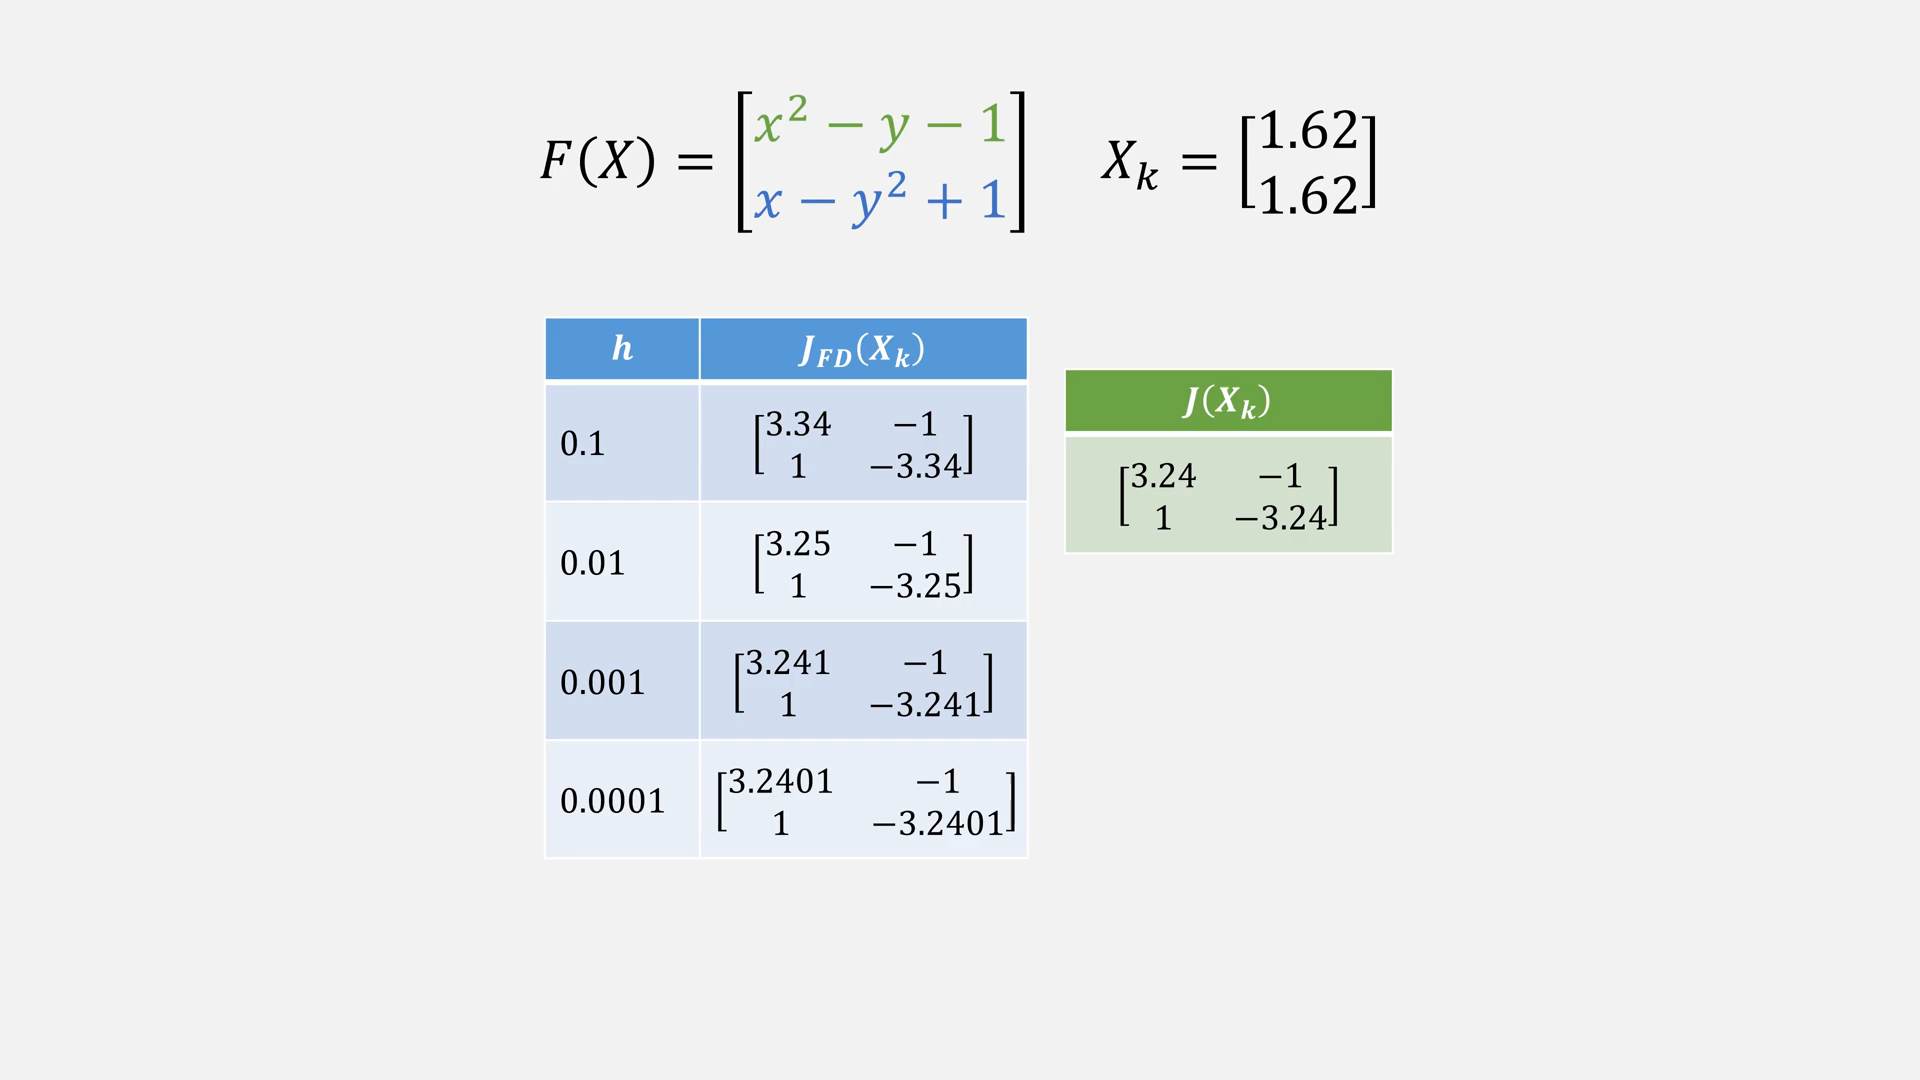 F(X) = [x² − y − 1
x − y² + 1]
X_k = [1.62
1.62]
h J_FD(X_k)
0.1 [3.34 −1
1 −3.34]
0.01 [3.25 −1
1 −3.25]
0.001 [3.241 −1
1 −3.241]
0.0001 [3.2401 −1
1 −3.2401]
J(X_k)
[3.24 −1
1 −3.24]